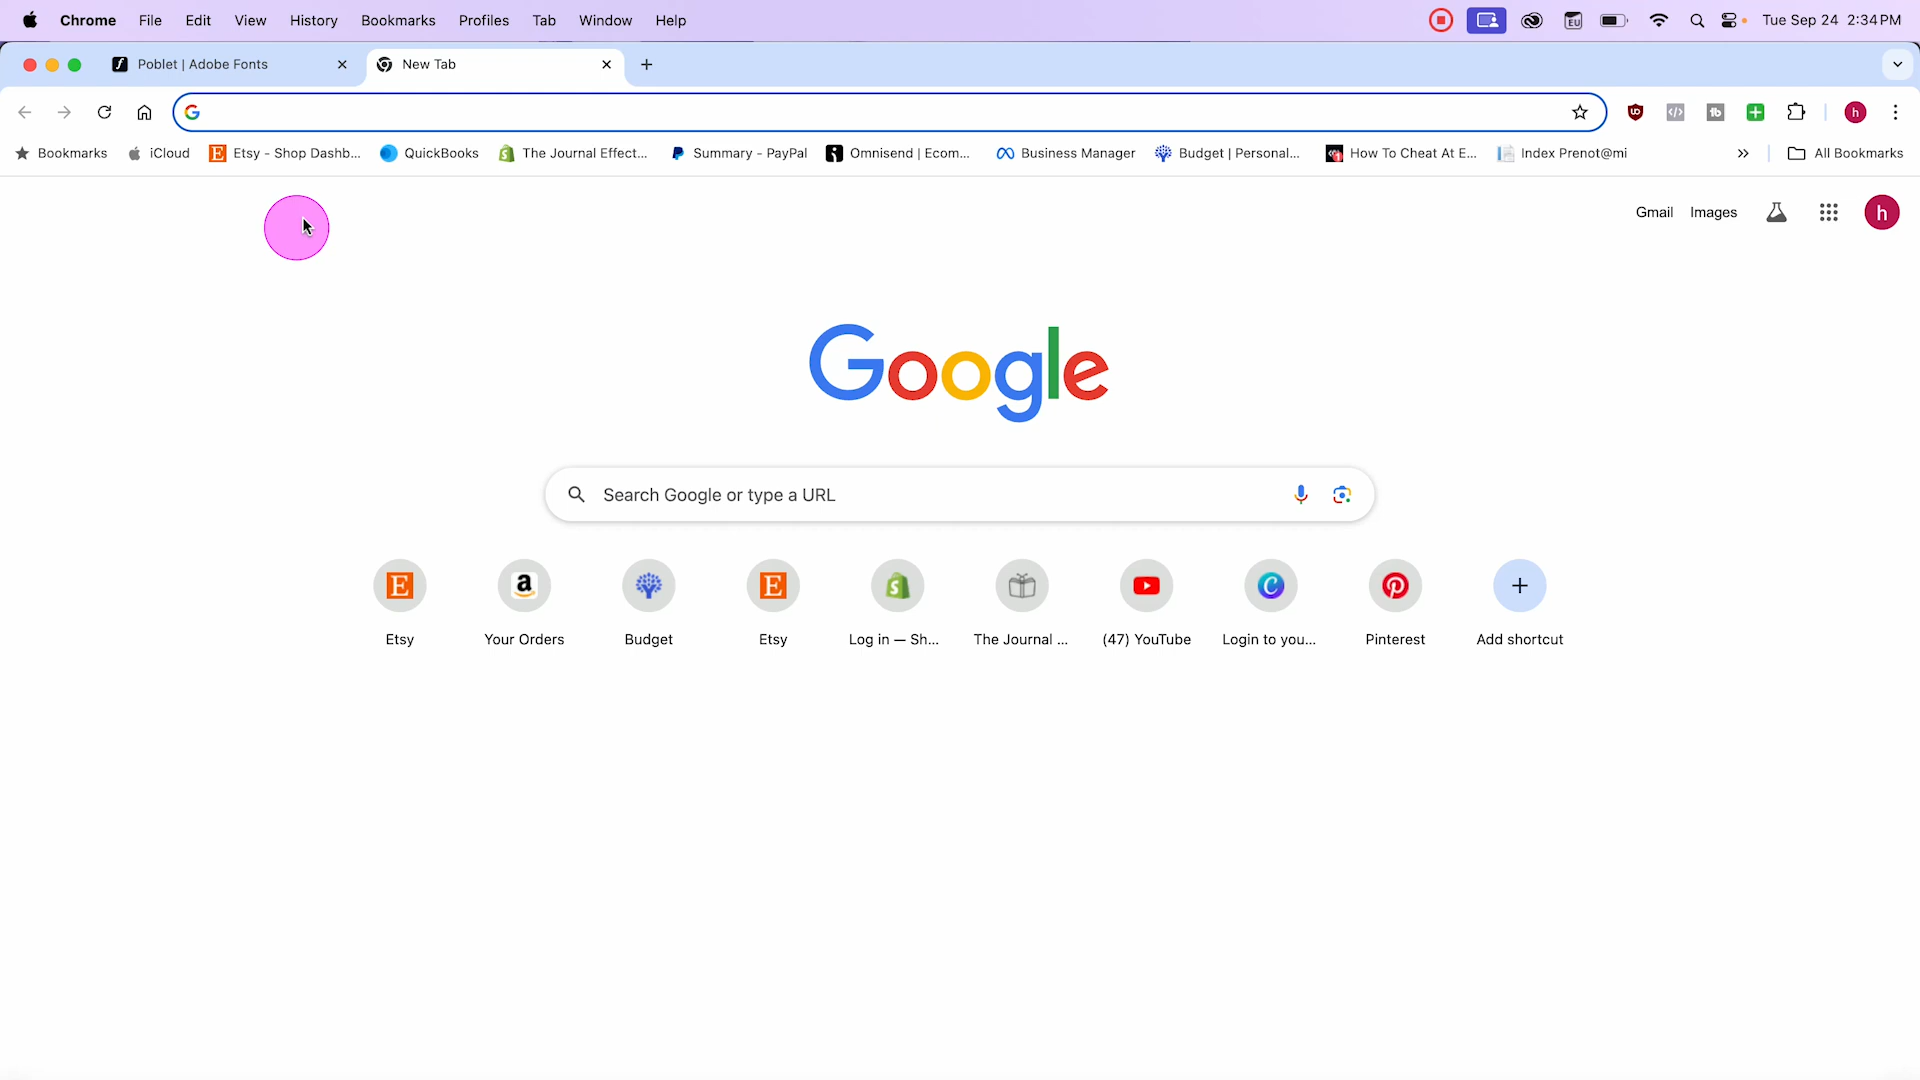 Chrome File Edit View History Bookmarks Profiles Tab Window Help EU Tue Sep 24 2:34 PM
Poblet | Adobe Fonts New Tab
h
Bookmarks iCloud Etsy - Shop Dashb... QuickBooks The Journal Effect... Summary - PayPal Omnisend | Ecom... Business Manager Budget | Personal... How To Cheat At E... Index Prenot@mi All Bookmarks
Gmail Images h
Google
Search Google or type a URL
Etsy Your Orders Budget Etsy Log in — Sh... The Journal ... (47) YouTube Login to you... Pinterest Add shortcut